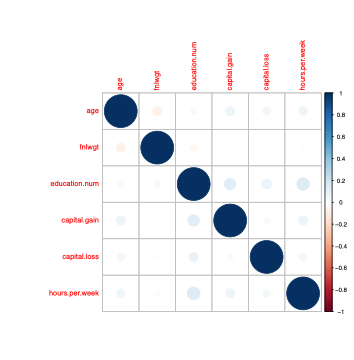 age
fnlwgt
education.num
capital.gain
capital.loss
hours.per.week
age
fnlwgt
education.num
capital.gain
capital.loss
hours.per.week
1
0.8
0.6
0.4
0.2
0
−0.2
−0.4
−0.6
−0.8
−1